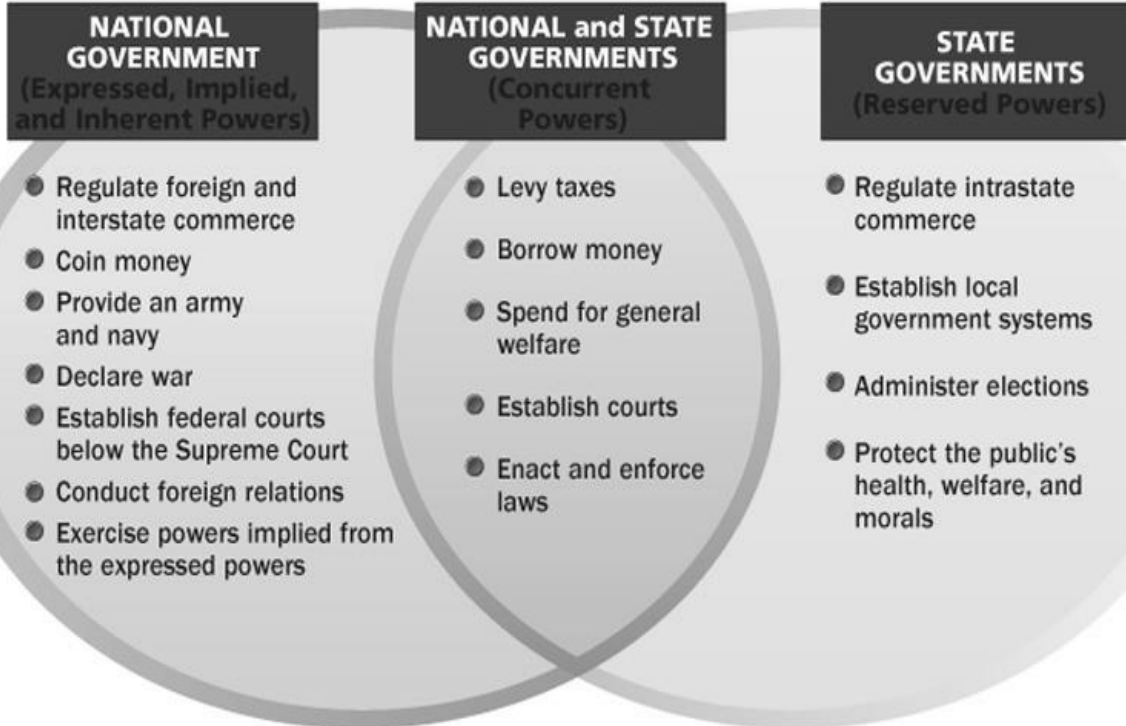 NATIONAL
GOVERNMENT
(Expressed, Implied,
and Inherent Powers)
Regulate foreign and
interstate commerce
Coin money
Provide an army
and navy
Declare war
Establish federal courts
below the Supreme Court
Conduct foreign relations
Exercise powers implied from
the expressed powers
NATIONAL and STATE
GOVERNMENTS
(Concurrent
Powers)
Levy taxes
Borrow money
Spend for general
welfare
Establish courts
Enact and enforce
laws
STATE
GOVERNMENTS
(Reserved Powers)
Regulate intrastate
commerce
Establish local
government systems
Administer elections
Protect the public's
health, welfare, and
morals